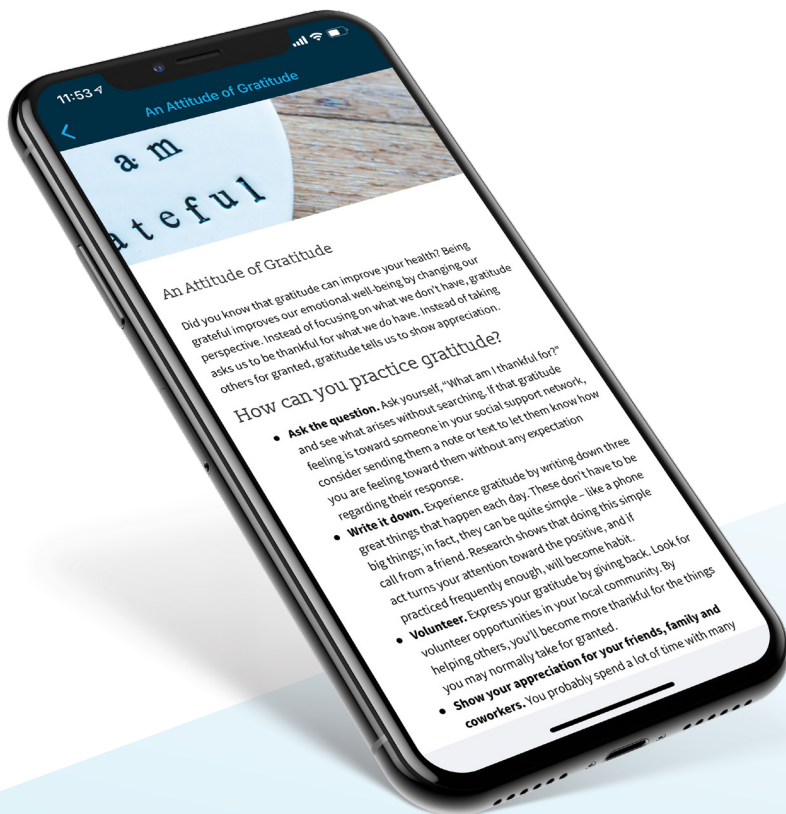 11:53
An Attitude of Gratitude
am
ateful
An Attitude of Gratitude
Did you know that gratitude can improve your health? Being
grateful improves our emotional well-being by changing our
perspective. Instead of focusing on what we don't have, gratitude
asks us to be thankful for what we do have. Instead of taking
others for granted, gratitude tells us to show appreciation.
How can you practice gratitude?
• Ask the question. Ask yourself, "What am I thankful for?"
and see what arises without searching. If that gratitude
feeling is toward someone in your social support network,
consider sending them a note or text to let them know how
you are feeling toward them without any expectation
regarding their response.
• Write it down. Experience gratitude by writing down three
great things that happen each day. These don't have to be
big things; in fact, they can be quite simple – like a phone
call from a friend. Research shows that doing this simple
act turns your attention toward the positive, and if
practiced frequently enough, will become habit.
• Volunteer. Express your gratitude by giving back. Look for
volunteer opportunities in your local community. By
helping others, you'll become more thankful for the things
you may normally take for granted.
• Show your appreciation for your friends, family and
coworkers. You probably spend a lot of time with many